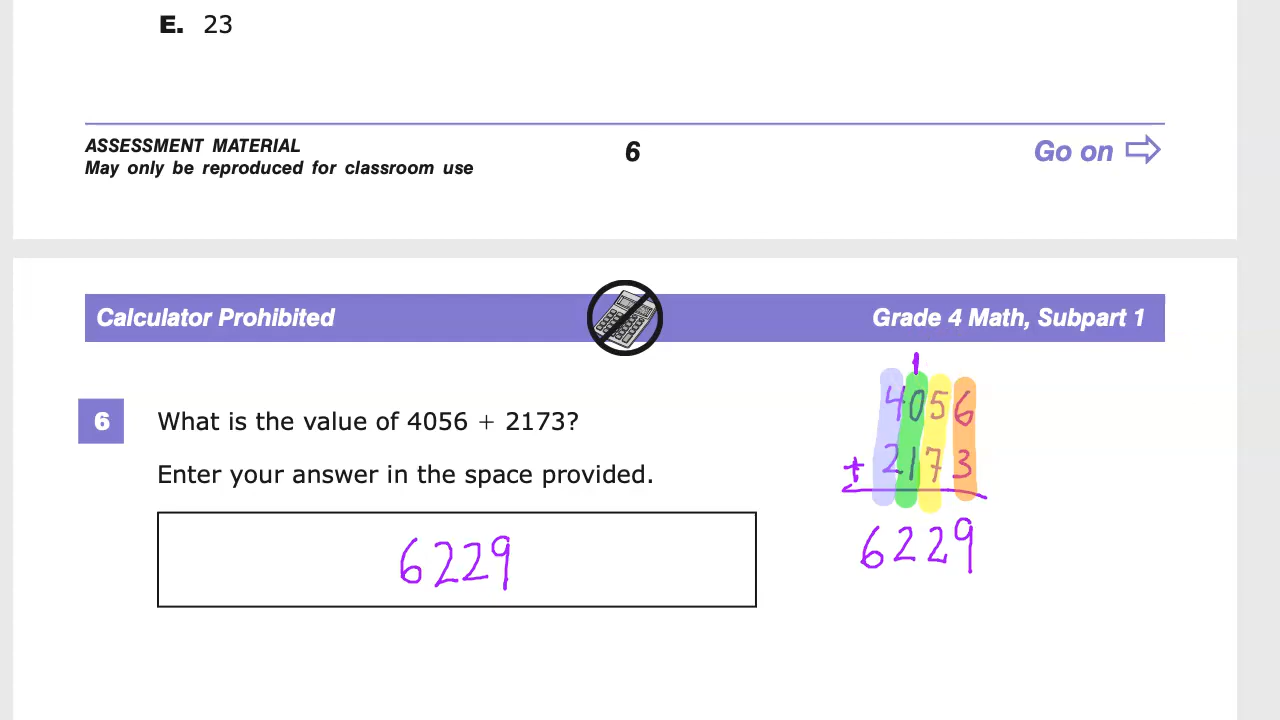 E. 23
ASSESSMENT MATERIAL
May only be reproduced for classroom use
6
Go on
Calculator Prohibited
Grade 4 Math, Subpart 1
6
What is the value of 4056 + 2173?
Enter your answer in the space provided.
6229
1
4056
+ 2173
6229